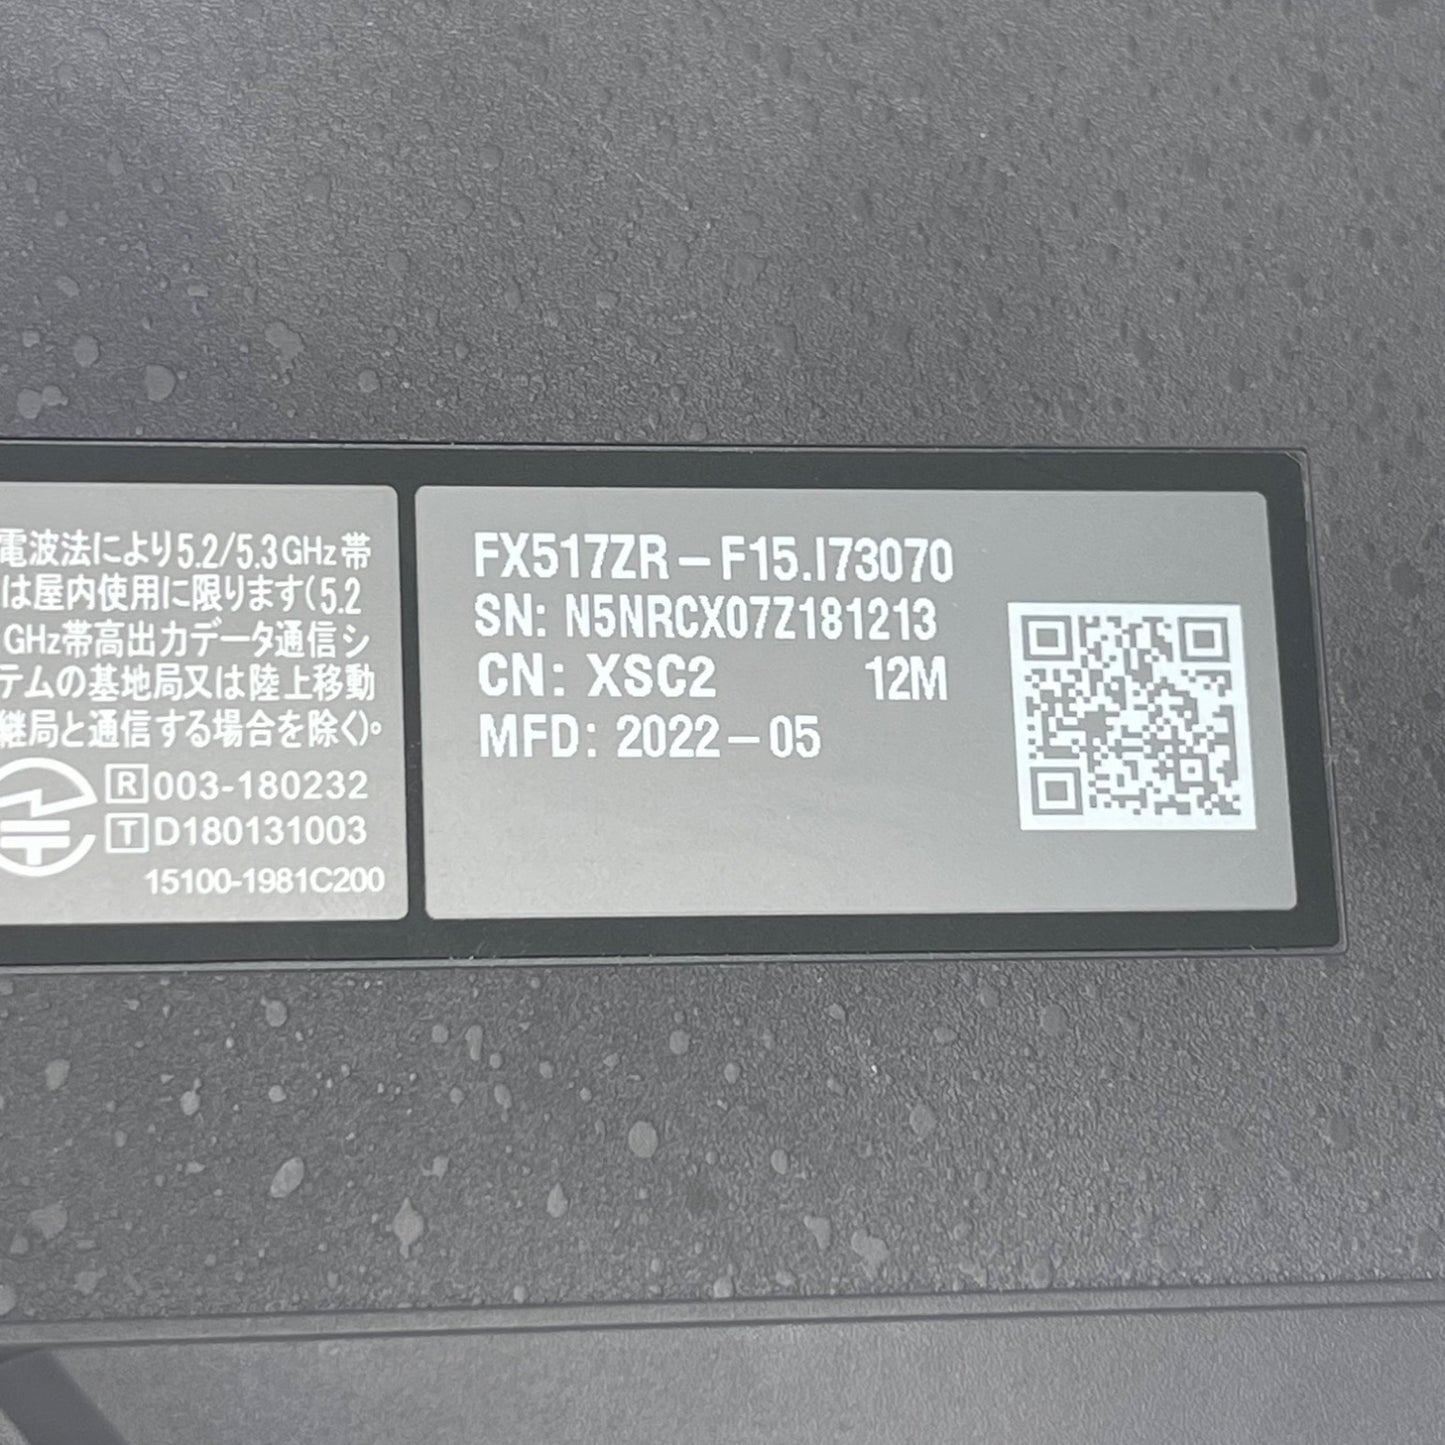 電波法により5.2/5.3GHz帯
は屋内使用に限ります(5.2
GHz帯高出力データ通信シ
テムの基地局又は陸上移動
継局と通信する場合を除く)。
R 003-180232
T D180131003
15100-1981C200
FX517ZR-F15.I73070
SN: N5NRCX07Z181213
CN: XSC2 12M
MFD: 2022-05